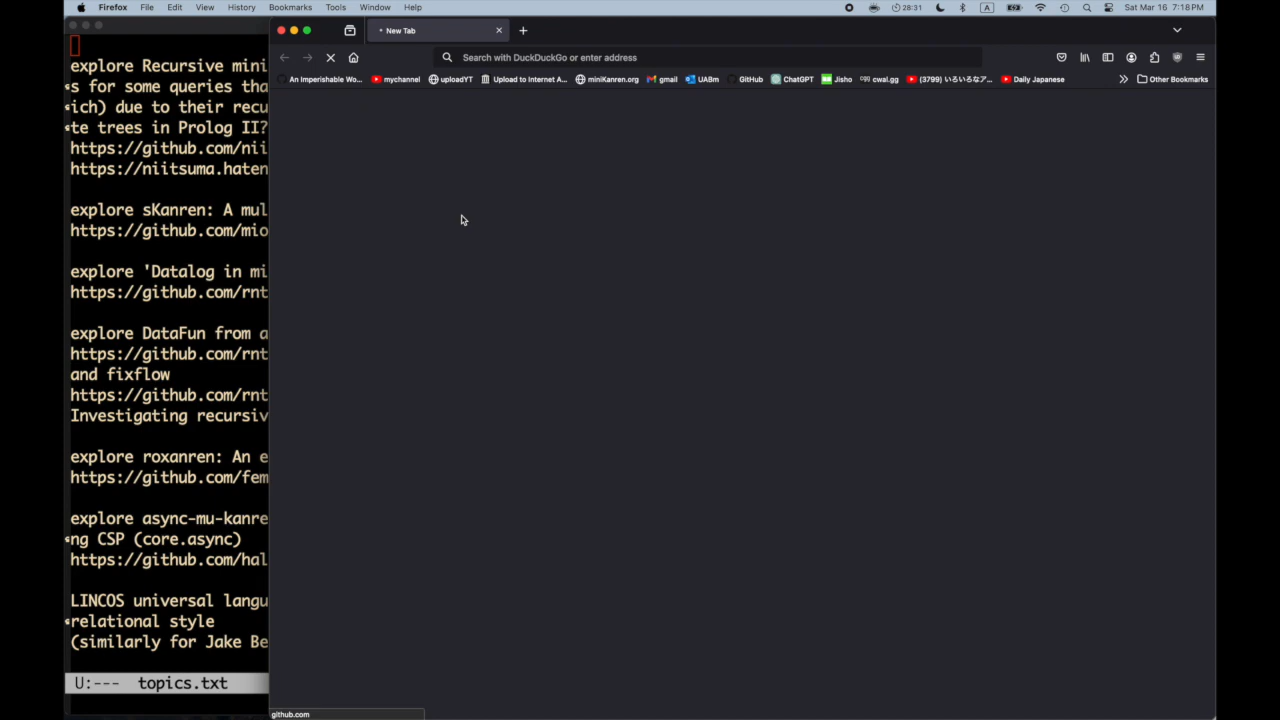 Firefox File Edit View History Bookmarks Tools Window Help 28:31 A Sat Mar 16 7:18 PM
New Tab
Search with DuckDuckGo or enter address
An Imperishable Wo... mychannel uploadYT Upload to Internet A... miniKanren.org gmail UABm GitHub ChatGPT Jisho cwal.gg (3799) いろいろなア... Daily Japanese Other Bookmarks
explore Recursive mini
s for some queries tha
ich) due to their recu
te trees in Prolog II?
https://github.com/nii
https://niitsuma.haten
explore sKanren: A mul
https://github.com/mio
explore 'Datalog in mi
https://github.com/rnt
explore DataFun from a
https://github.com/rnt
and fixflow
https://github.com/rnt
Investigating recursiv
explore roxanren: An e
https://github.com/fem
explore async-mu-kanre
ng CSP (core.async)
https://github.com/hal
LINCOS universal langu
relational style
(similarly for Jake Be
U:--- topics.txt
github.com